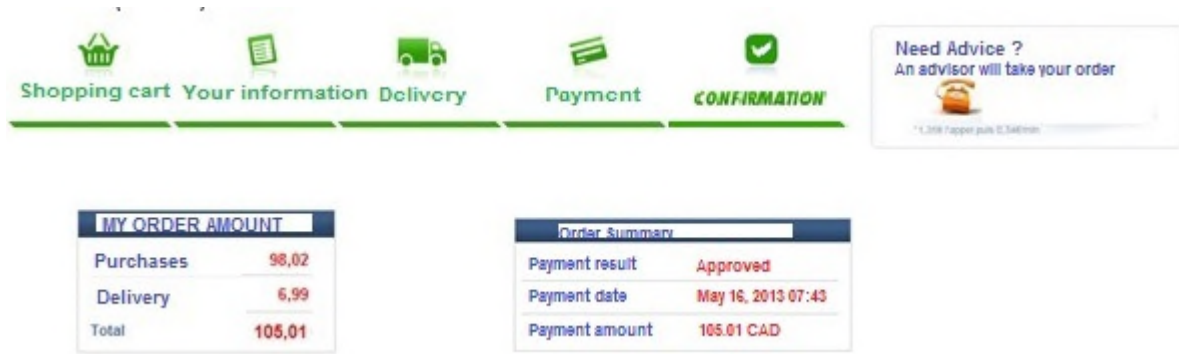 Shopping cart
Your information
Delivery
Payment
CONFIRMATION
Need Advice ?
An advisor will take your order
MY ORDER AMOUNT
Purchases 98,02
Delivery 6,99
Total 105,01
Order Summary
Payment result Approved
Payment date May 16, 2013 07:43
Payment amount 105.01 CAD